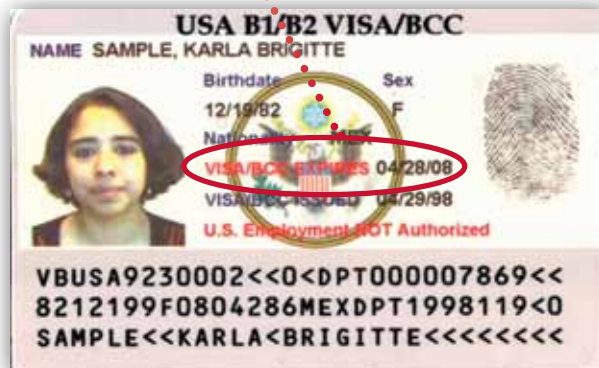 USA B1/B2 VISA/BCC
NAME SAMPLE, KARLA BRIGITTE
Birthdate Sex
12/19/82 F
MEX
VISA/BCC EXPIRES 04/28/08
VISA/BCC ISSUED 04/29/98
U.S. Employment NOT Authorized
VBUSA9230002<<0<DPT000007869<<
8212199F0804286MEXDPT1998119<0
SAMPLE<<KARLA<BRIGITTE<<<<<<<<